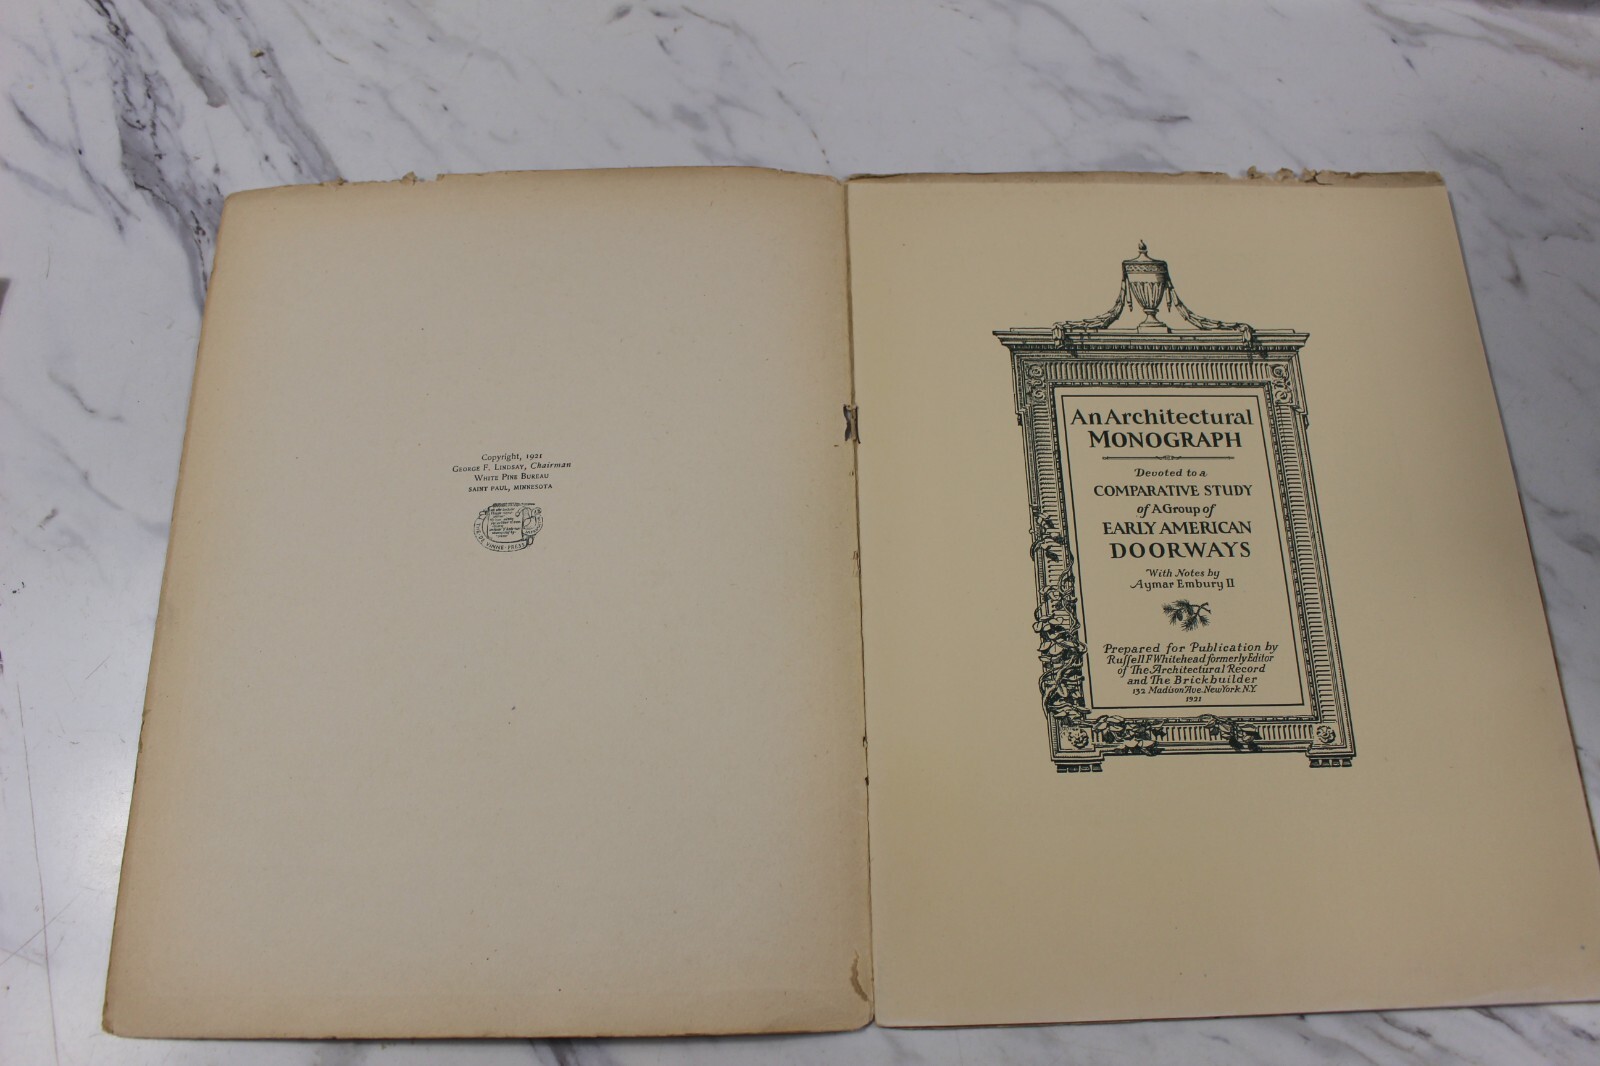 Copyright, 1921
George F. Lindsay, Chairman
White Pine Bureau
Saint Paul, Minnesota
An Architectural
MONOGRAPH
Devoted to a
COMPARATIVE STUDY
of A Group of
EARLY AMERICAN
DOORWAYS
With Notes by
Aymar Embury II
Prepared for Publication by
Russell F Whitehead formerly Editor
of The Architectural Record
and The Brickbuilder
132 Madison Ave. New York. N.Y.
1921